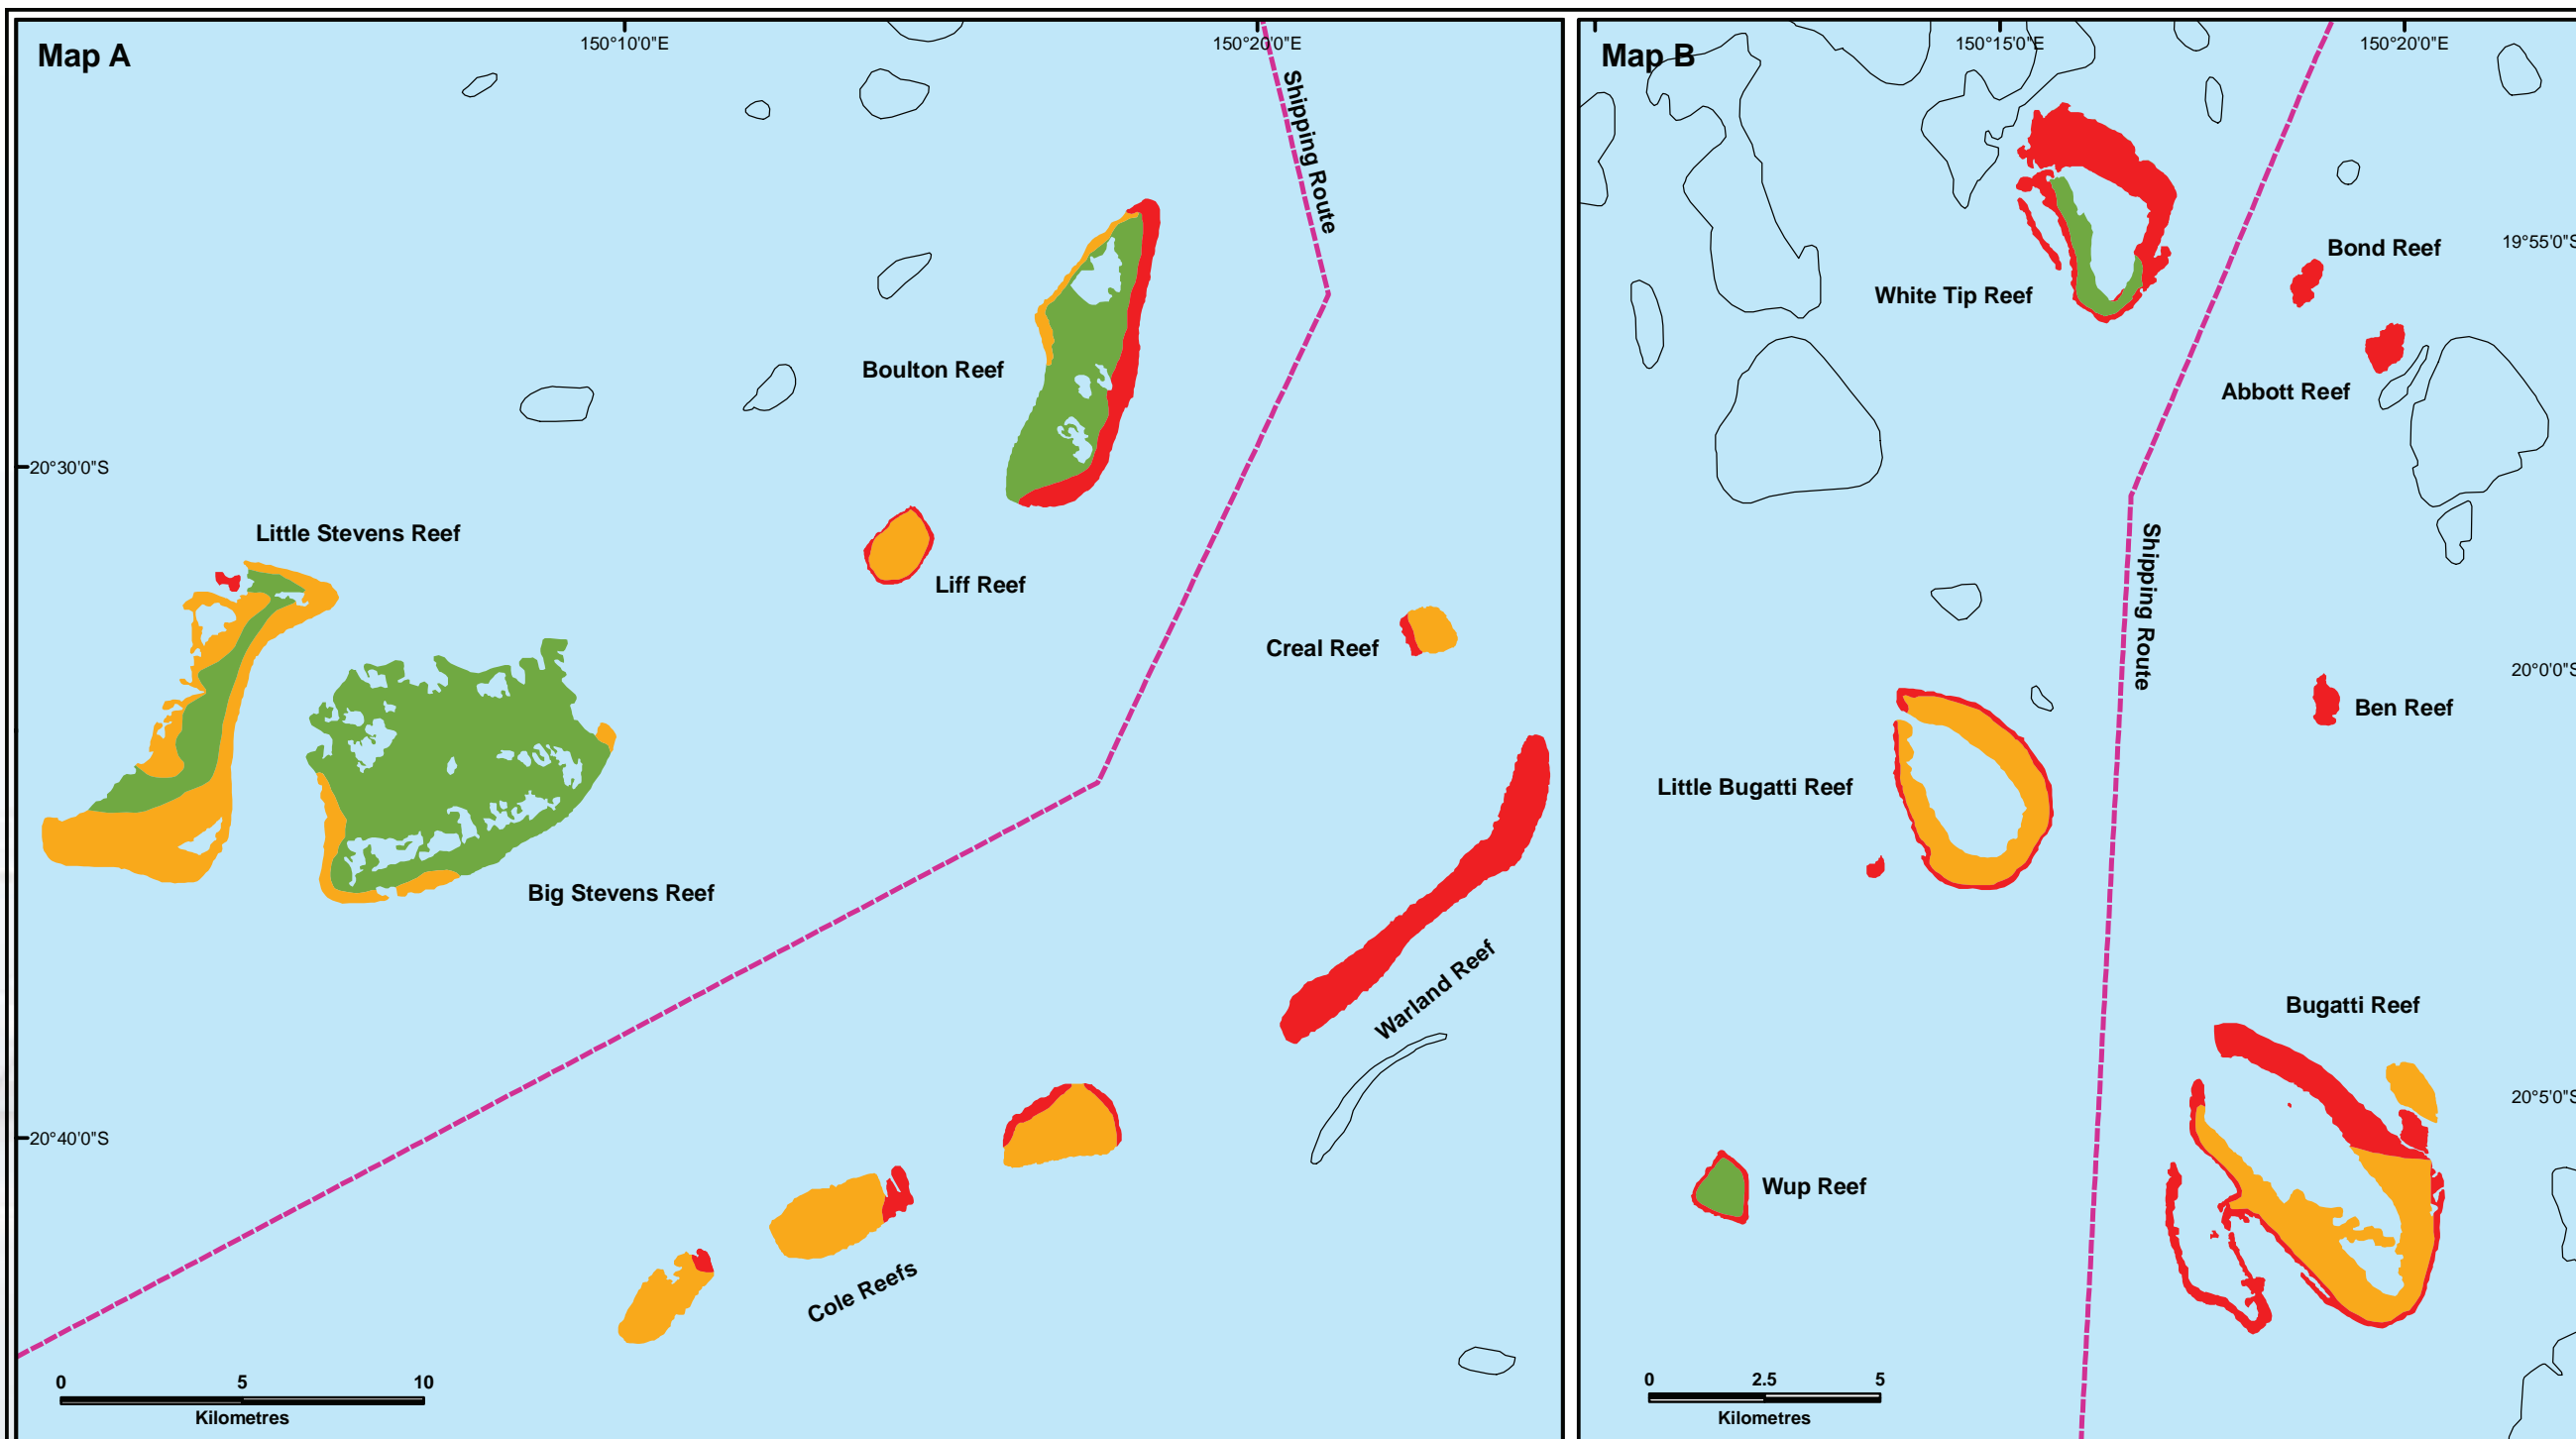 Map A
150°10'0"E
150°20'0"E
Shipping Route
Boulton Reef
20°30'0"S
Little Stevens Reef
Liff Reef
Creal Reef
Big Stevens Reef
Warland Reef
20°40'0"S
Cole Reefs
0 5 10
Kilometres
Map B
150°15'0"E
150°20'0"E
19°55'0"S
Bond Reef
White Tip Reef
Abbott Reef
Shipping Route
20°0'0"S
Ben Reef
Little Bugatti Reef
Bugatti Reef
20°5'0"S
Wup Reef
0 2.5 5
Kilometres